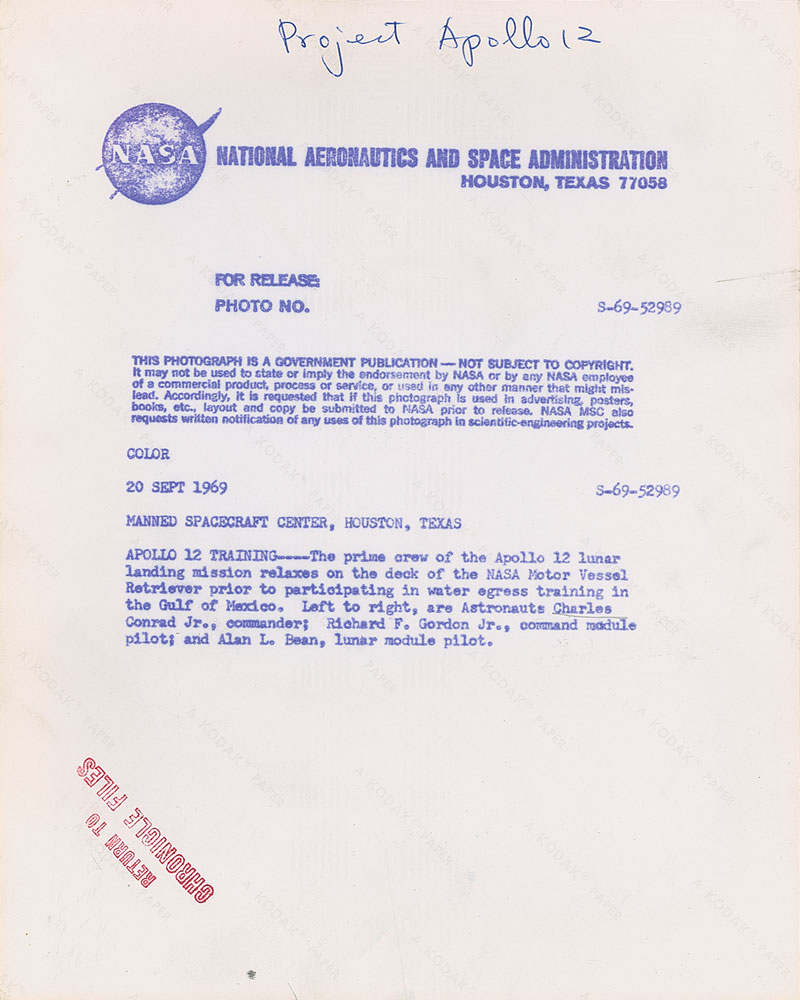 Project Apollo 12
NASA
NATIONAL AERONAUTICS AND SPACE ADMINISTRATION
HOUSTON, TEXAS 77058
FOR RELEASE:
PHOTO NO. S-69-52989
THIS PHOTOGRAPH IS A GOVERNMENT PUBLICATION — NOT SUBJECT TO COPYRIGHT.
It may not be used to state or imply the endorsement by NASA or by any NASA employee
of a commercial product, process or service, or used in any other manner that might mis-
lead. Accordingly, it is requested that if this photograph is used in advertising, posters,
books, etc., layout and copy be submitted to NASA prior to release. NASA MSC also
requests written notification of any uses of this photograph in scientific-engineering projects.
COLOR
20 SEPT 1969 S-69-52989
MANNED SPACECRAFT CENTER, HOUSTON, TEXAS
APOLLO 12 TRAINING----The prime crew of the Apollo 12 lunar
landing mission relaxes on the deck of the NASA Motor Vessel
Retriever prior to participating in water egress training in
the Gulf of Mexico. Left to right, are Astronauts Charles
Conrad Jr., commander; Richard F. Gordon Jr., command module
pilot; and Alan L. Bean, lunar module pilot.
RETURN TO
CHRONICLE FILES
A KODAK® PAPER